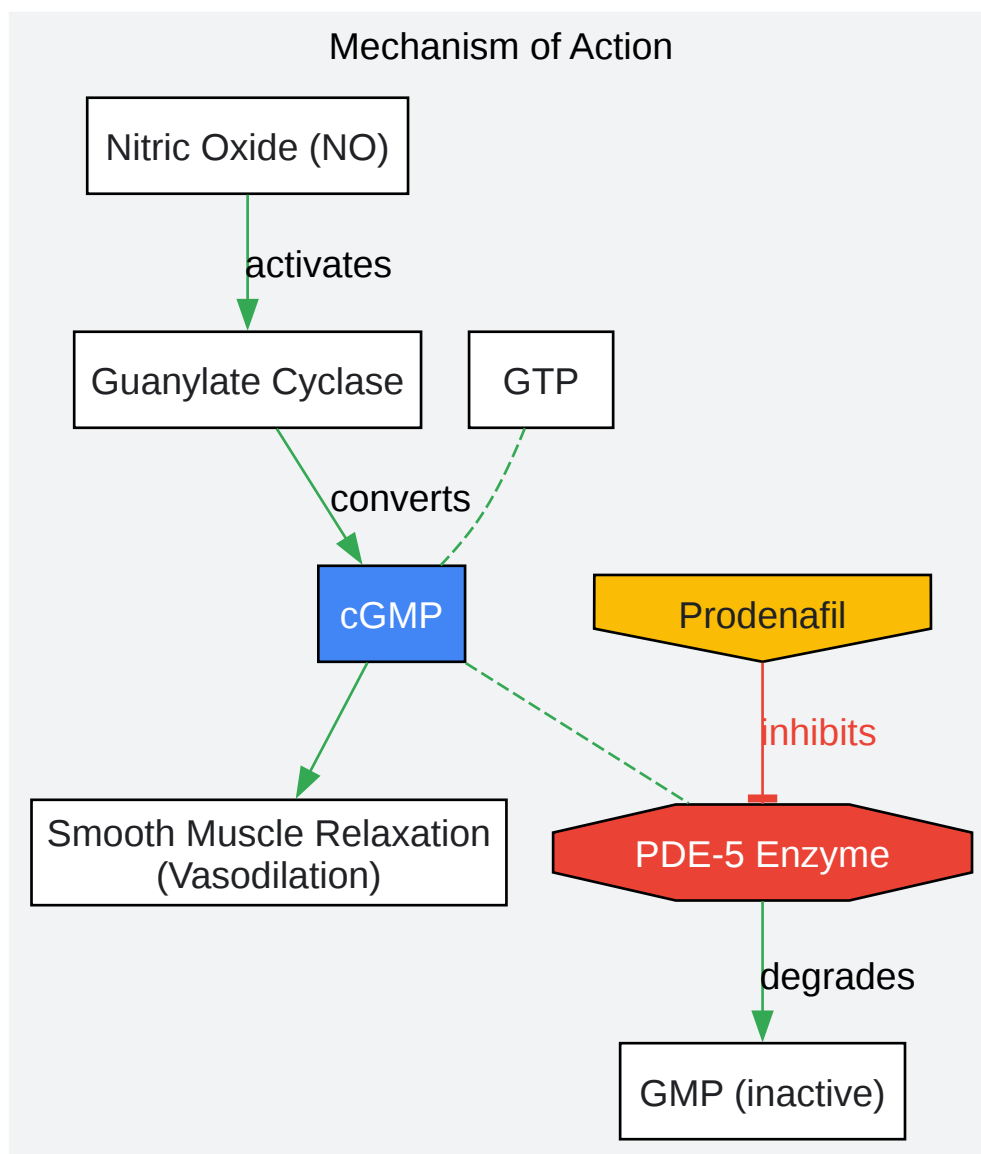 Mechanism of Action
Nitric Oxide (NO)
activates
Guanylate Cyclase
GTP
converts
cGMP
Prodenafil
inhibits
Smooth Muscle Relaxation
(Vasodilation)
PDE-5 Enzyme
degrades
GMP (inactive)